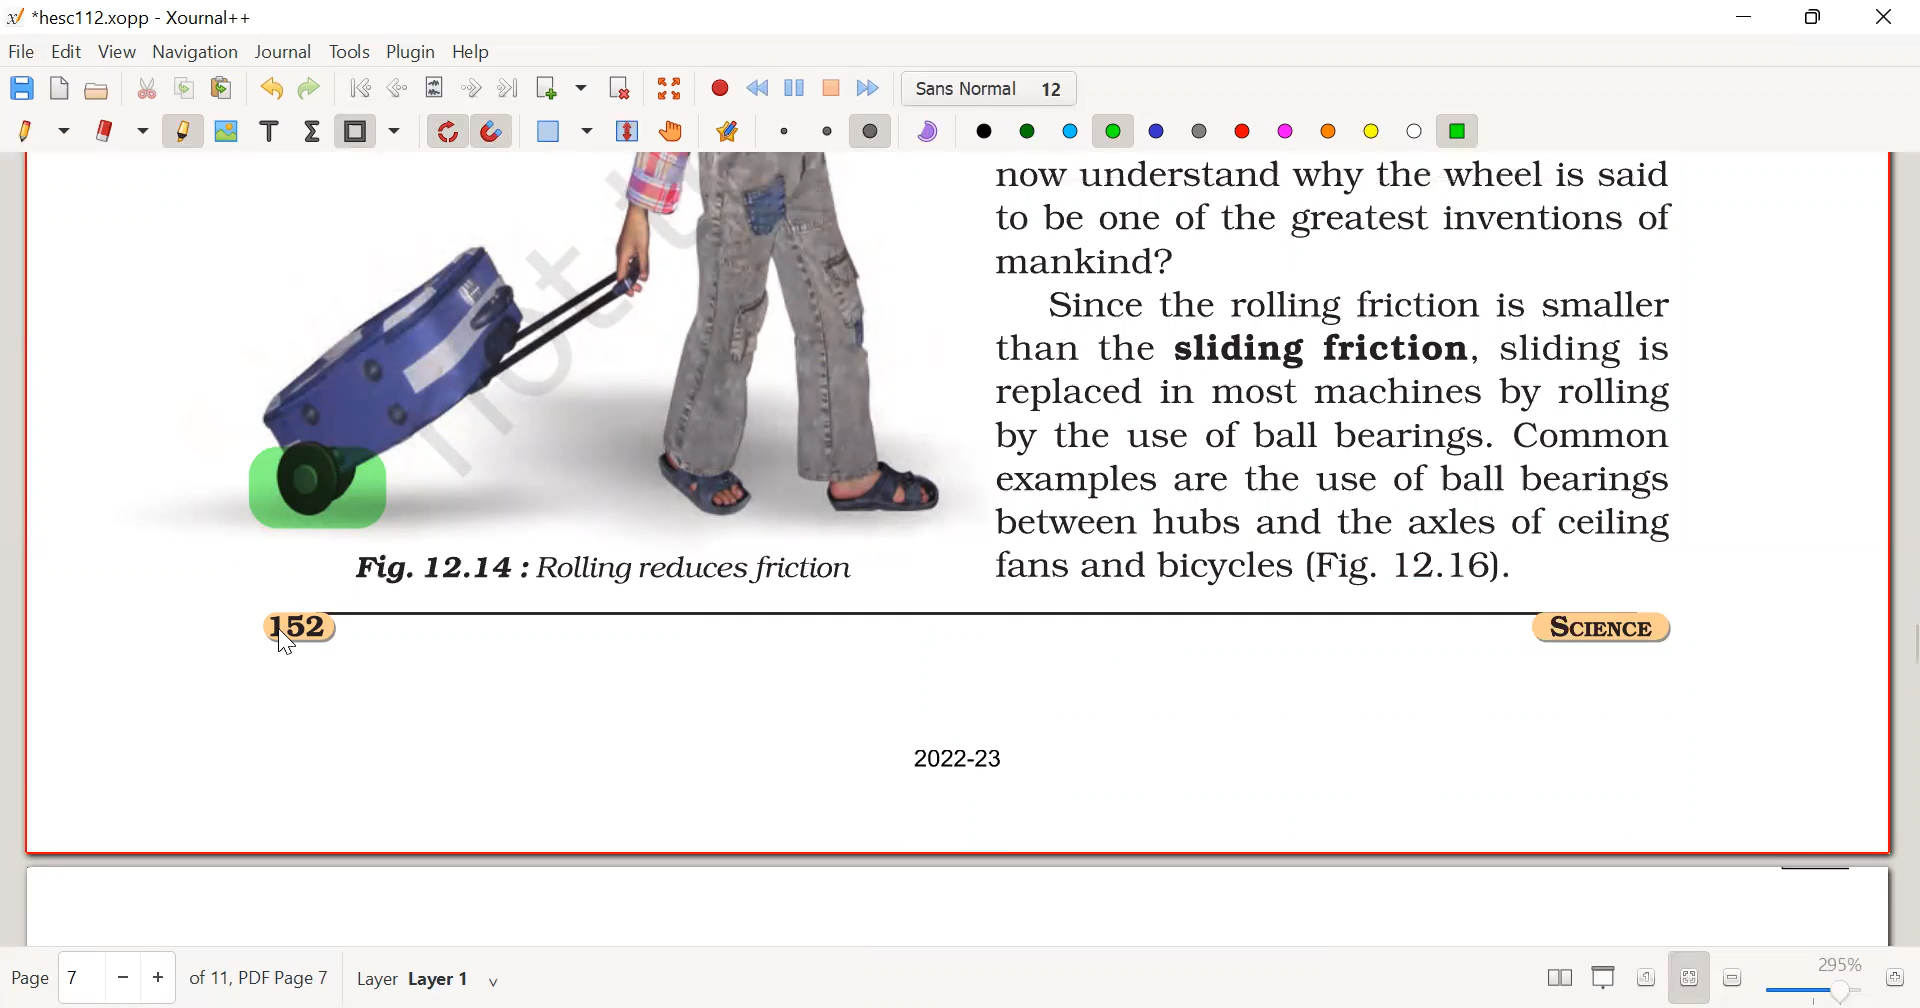 *hesc112.xopp - Xournal++
File Edit View Navigation Journal Tools Plugin Help
Sans Normal 12
not
now understand why the wheel is said
to be one of the greatest inventions of
mankind?
Since the rolling friction is smaller
than the sliding friction, sliding is
replaced in most machines by rolling
by the use of ball bearings. Common
examples are the use of ball bearings
between hubs and the axles of ceiling
fans and bicycles (Fig. 12.16).
Fig. 12.14 : Rolling reduces friction
152
SCIENCE
2022-23
Page 7 - + of 11, PDF Page 7 Layer Layer 1
295%